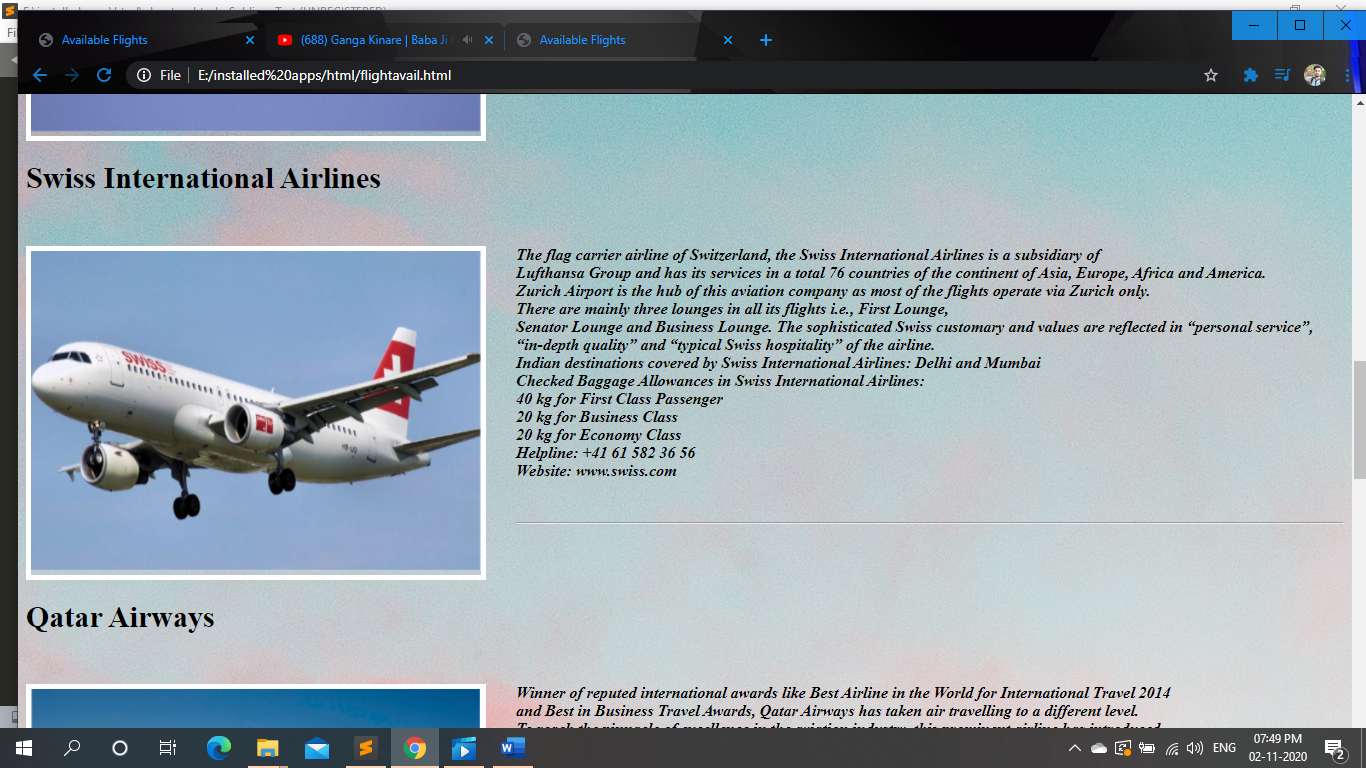 Available Flights
(688) Ganga Kinare | Baba Ji
Available Flights
File
E:/installed%20apps/html/flightavail.html
Swiss International Airlines
SWISS
The flag carrier airline of Switzerland, the Swiss International Airlines is a subsidiary of
Lufthansa Group and has its services in a total 76 countries of the continent of Asia, Europe, Africa and America.
Zurich Airport is the hub of this aviation company as most of the flights operate via Zurich only.
There are mainly three lounges in all its flights i.e., First Lounge,
Senator Lounge and Business Lounge. The sophisticated Swiss customary and values are reflected in “personal service”,
“in-depth quality” and “typical Swiss hospitality” of the airline.
Indian destinations covered by Swiss International Airlines: Delhi and Mumbai
Checked Baggage Allowances in Swiss International Airlines:
40 kg for First Class Passenger
20 kg for Business Class
20 kg for Economy Class
Helpline: +41 61 582 36 56
Website: www.swiss.com
Qatar Airways
Winner of reputed international awards like Best Airline in the World for International Travel 2014
and Best in Business Travel Awards, Qatar Airways has taken air travelling to a different level.
ENG
07:49 PM
02-11-2020
2